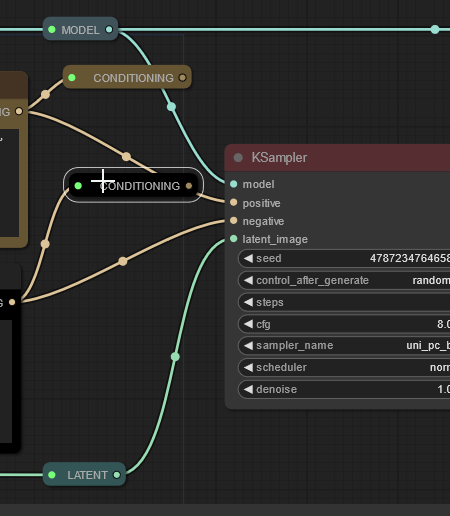 MODEL
CONDITIONING
CONDITIONING
KSampler
model
positive
negative
latent_image
seed 4787234764658
control_after_generate random
steps
cfg 8.0
sampler_name uni_pc_b
scheduler norm
denoise 1.0
LATENT